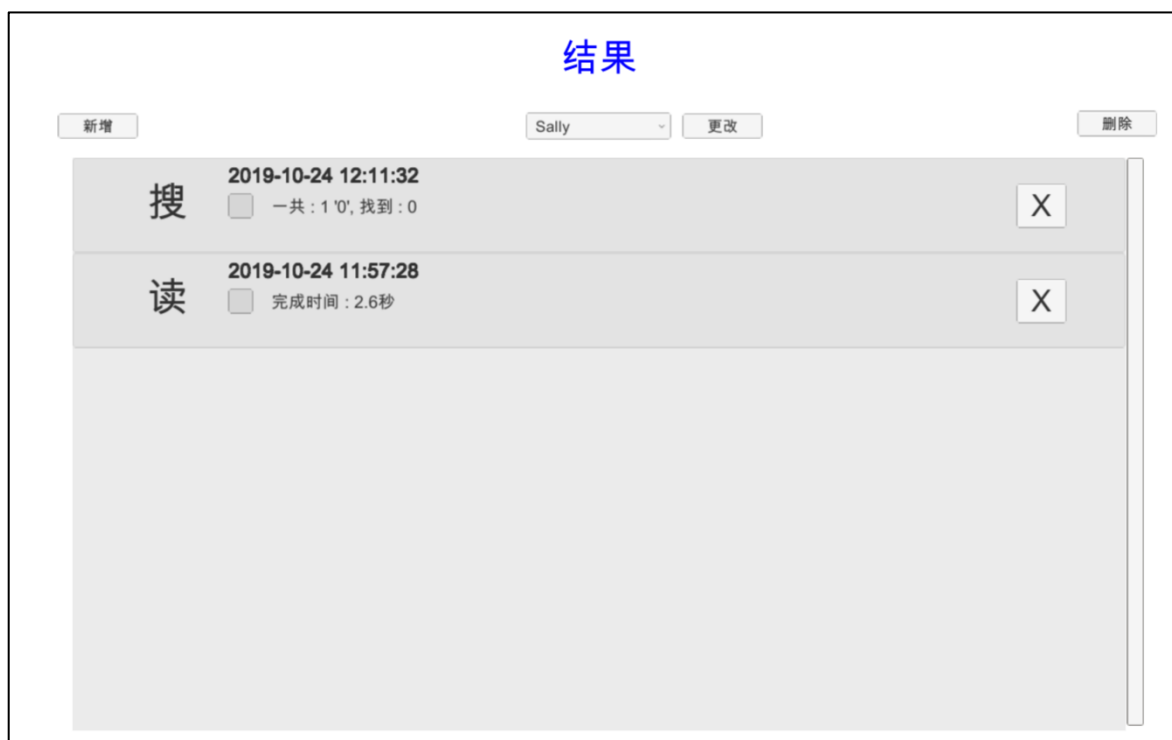 结果
新增 Sally 更改 删除
搜 2019-10-24 12:11:32
一共 : 1 '0', 找到 : 0 X
读 2019-10-24 11:57:28
完成时间 : 2.6秒 X